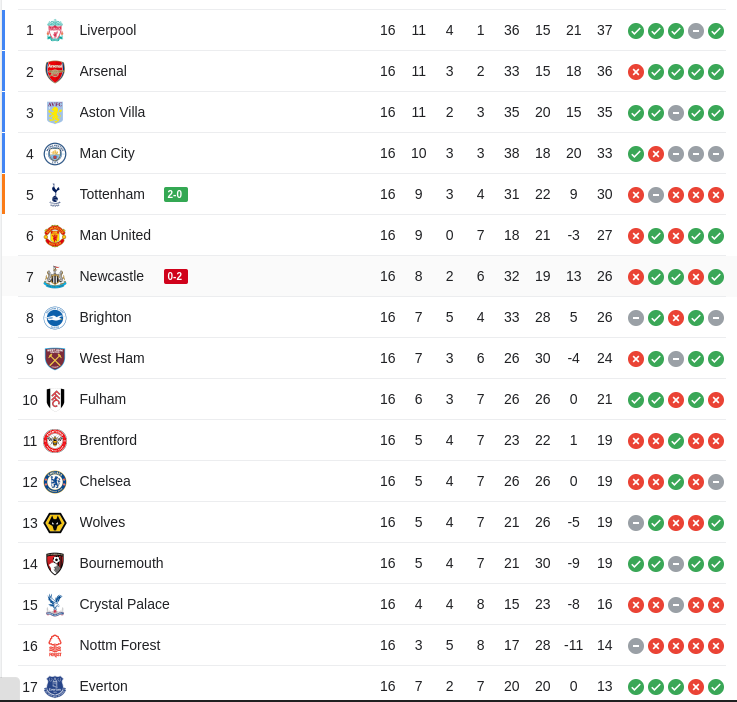 1 Liverpool 16 11 4 1 36 15 21 37
2 Arsenal 16 11 3 2 33 15 18 36
3 Aston Villa 16 11 2 3 35 20 15 35
4 Man City 16 10 3 3 38 18 20 33
5 Tottenham 2-0 16 9 3 4 31 22 9 30
6 Man United 16 9 0 7 18 21 -3 27
7 Newcastle 0-2 16 8 2 6 32 19 13 26
8 Brighton 16 7 5 4 33 28 5 26
9 West Ham 16 7 3 6 26 30 -4 24
10 Fulham 16 6 3 7 26 26 0 21
11 Brentford 16 5 4 7 23 22 1 19
12 Chelsea 16 5 4 7 26 26 0 19
13 Wolves 16 5 4 7 21 26 -5 19
14 Bournemouth 16 5 4 7 21 30 -9 19
15 Crystal Palace 16 4 4 8 15 23 -8 16
16 Nottm Forest 16 3 5 8 17 28 -11 14
17 Everton 16 7 2 7 20 20 0 13